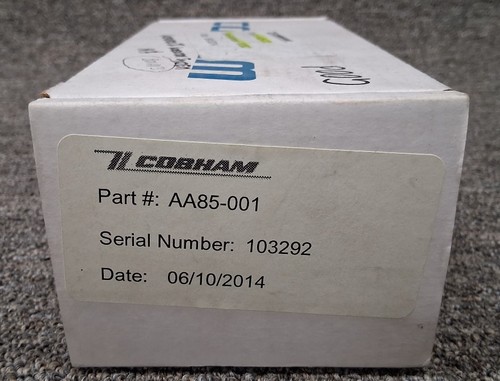 COBHAM
Part #: AA85-001
Serial Number: 103292
Date: 06/10/2014